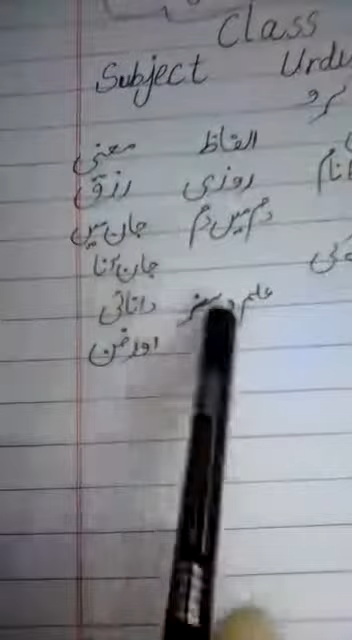 Class
Subject Urdu
الفاظ معنی
روزی رزق
دم میں دم جان میں
جان آنا
علم و ہنر دانائی
اور فن